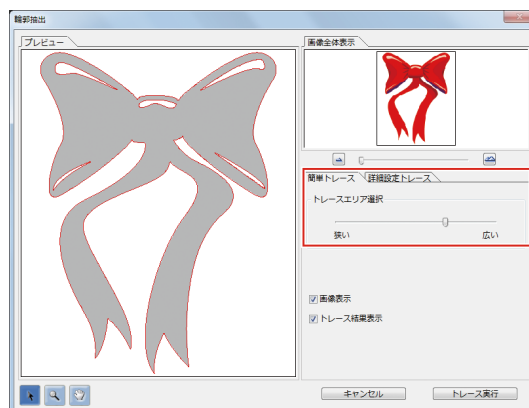 輪郭抽出
プレビュー
画像全体表示
簡単トレース
詳細設定トレース
トレースエリア選択
狭い
広い
画像表示
トレース結果表示
キャンセル
トレース実行